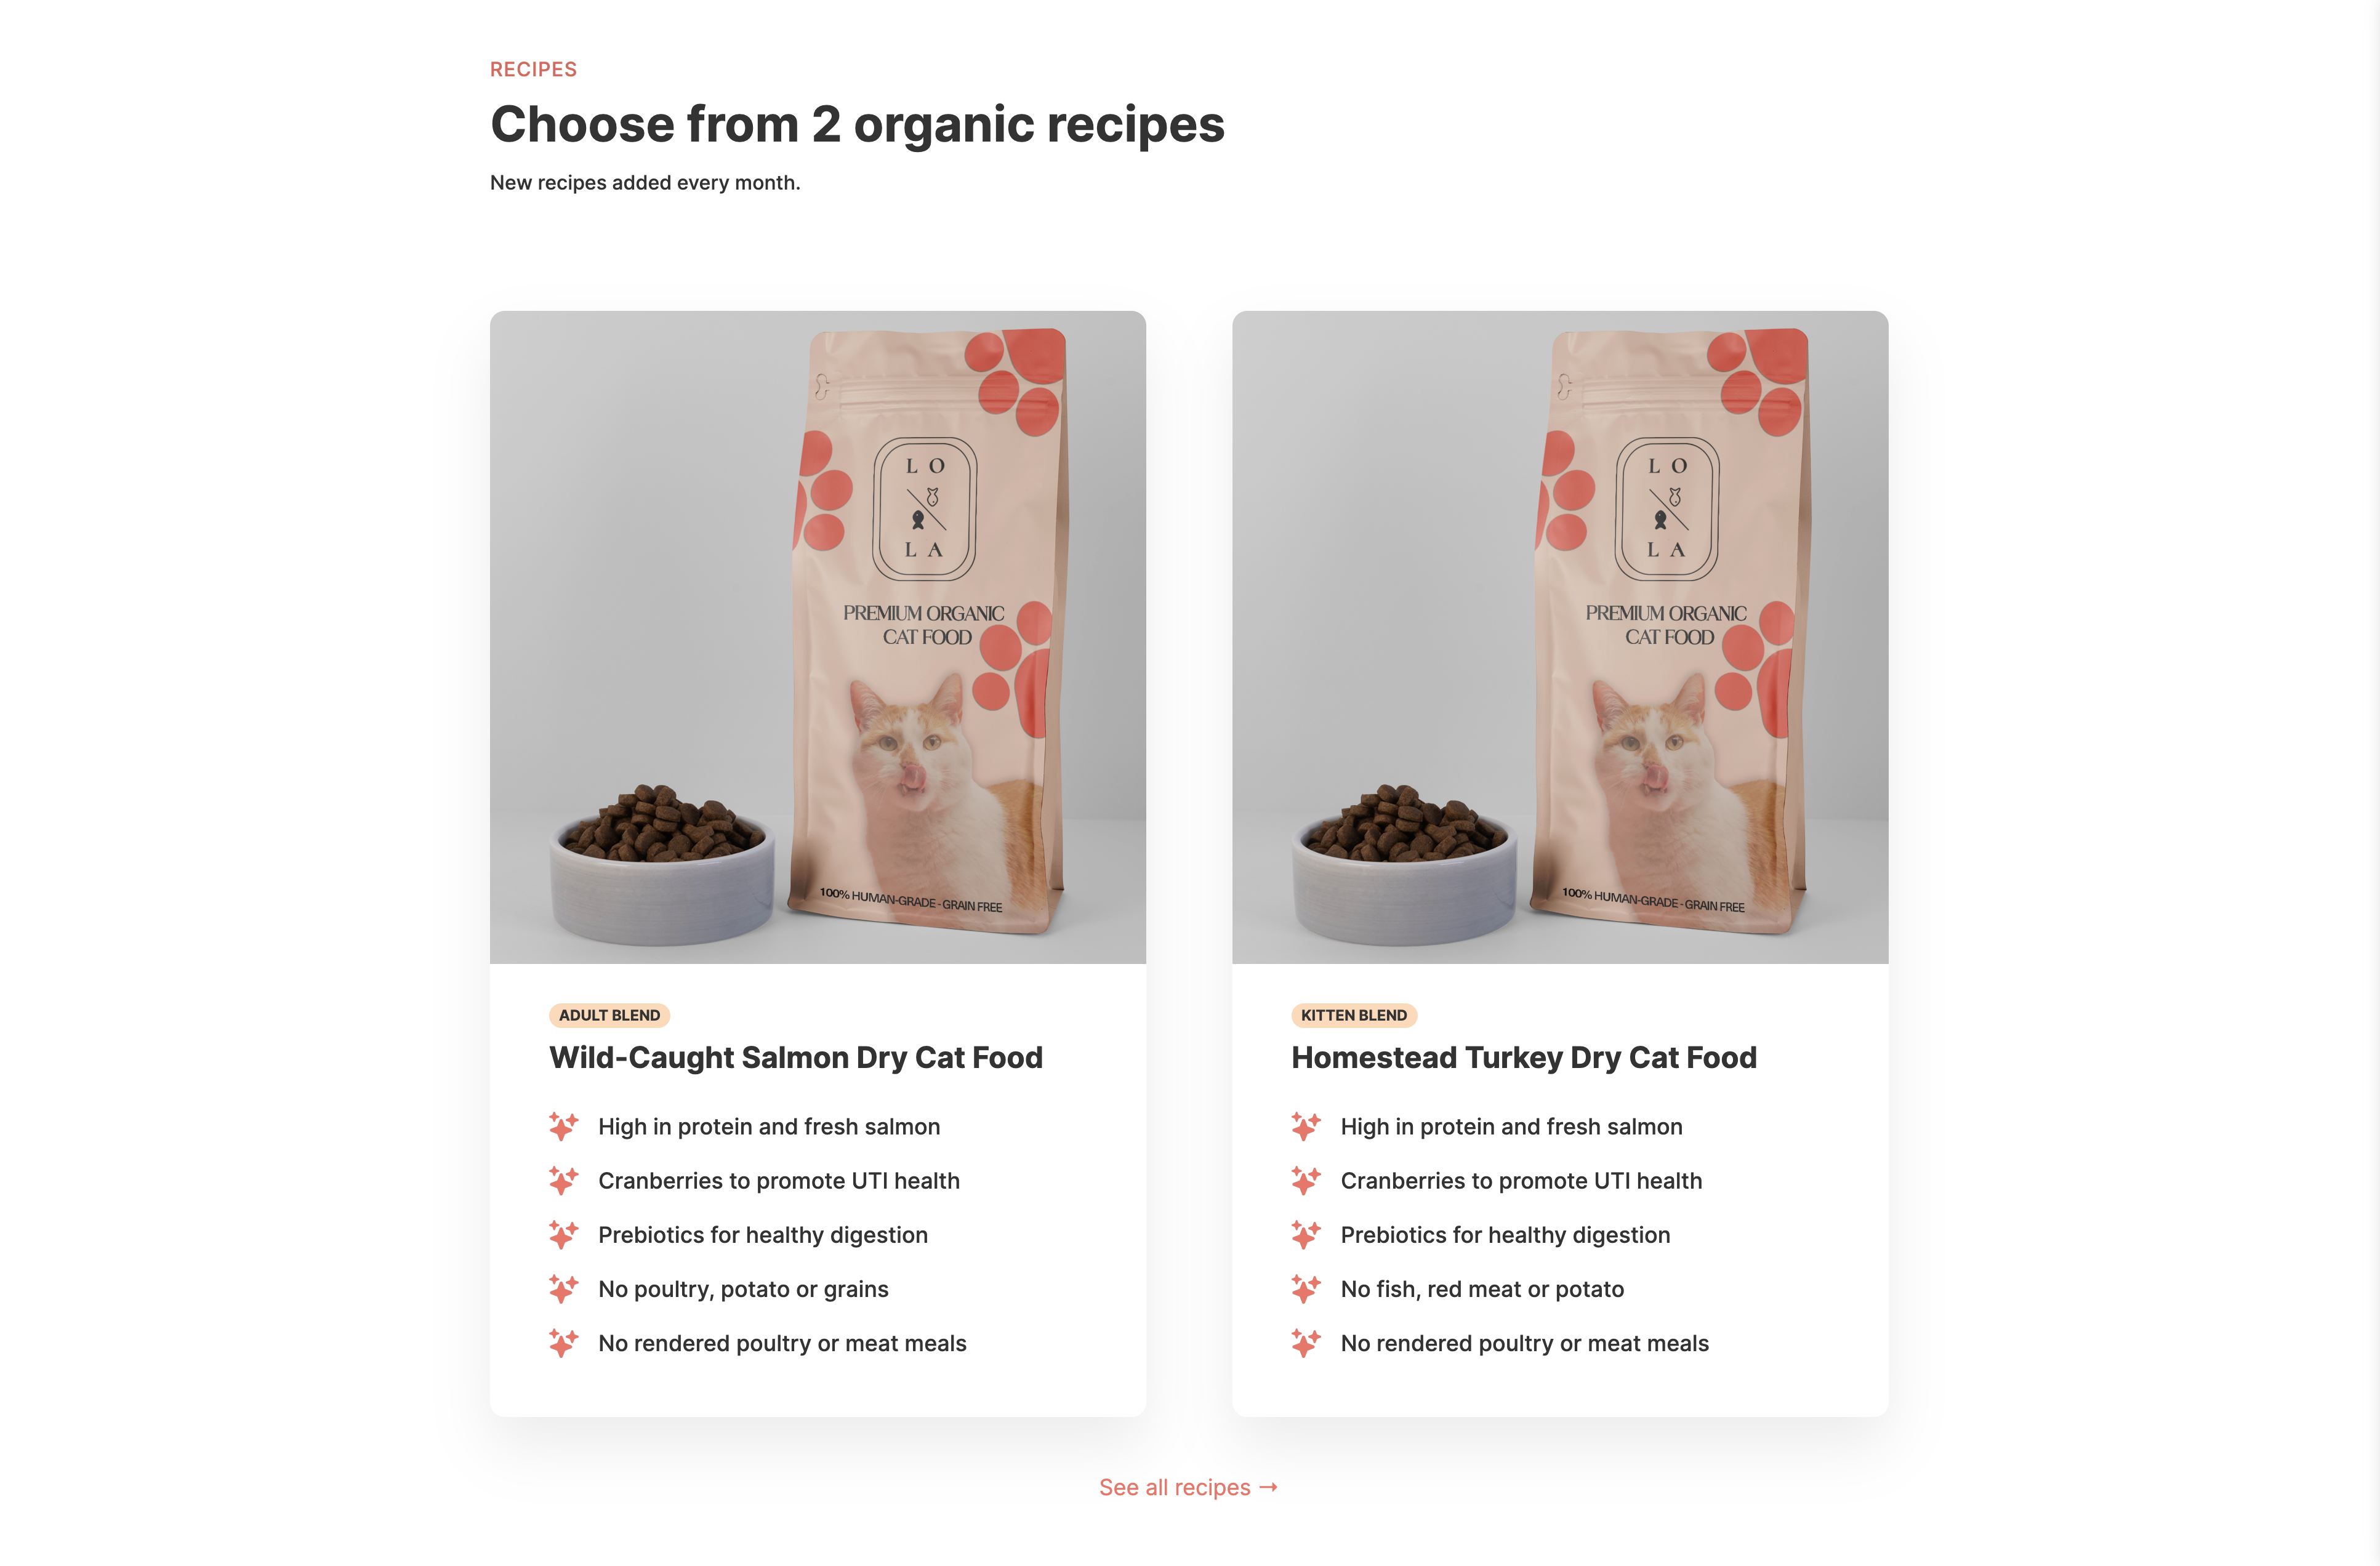 RECIPES
Choose from 2 organic recipes
New recipes added every month.
L O
L A
PREMIUM ORGANIC
CAT FOOD
100% HUMAN-GRADE - GRAIN FREE
ADULT BLEND
Wild-Caught Salmon Dry Cat Food
High in protein and fresh salmon
Cranberries to promote UTI health
Prebiotics for healthy digestion
No poultry, potato or grains
No rendered poultry or meat meals
L O
L A
PREMIUM ORGANIC
CAT FOOD
100% HUMAN-GRADE - GRAIN FREE
KITTEN BLEND
Homestead Turkey Dry Cat Food
High in protein and fresh salmon
Cranberries to promote UTI health
Prebiotics for healthy digestion
No fish, red meat or potato
No rendered poultry or meat meals
See all recipes →